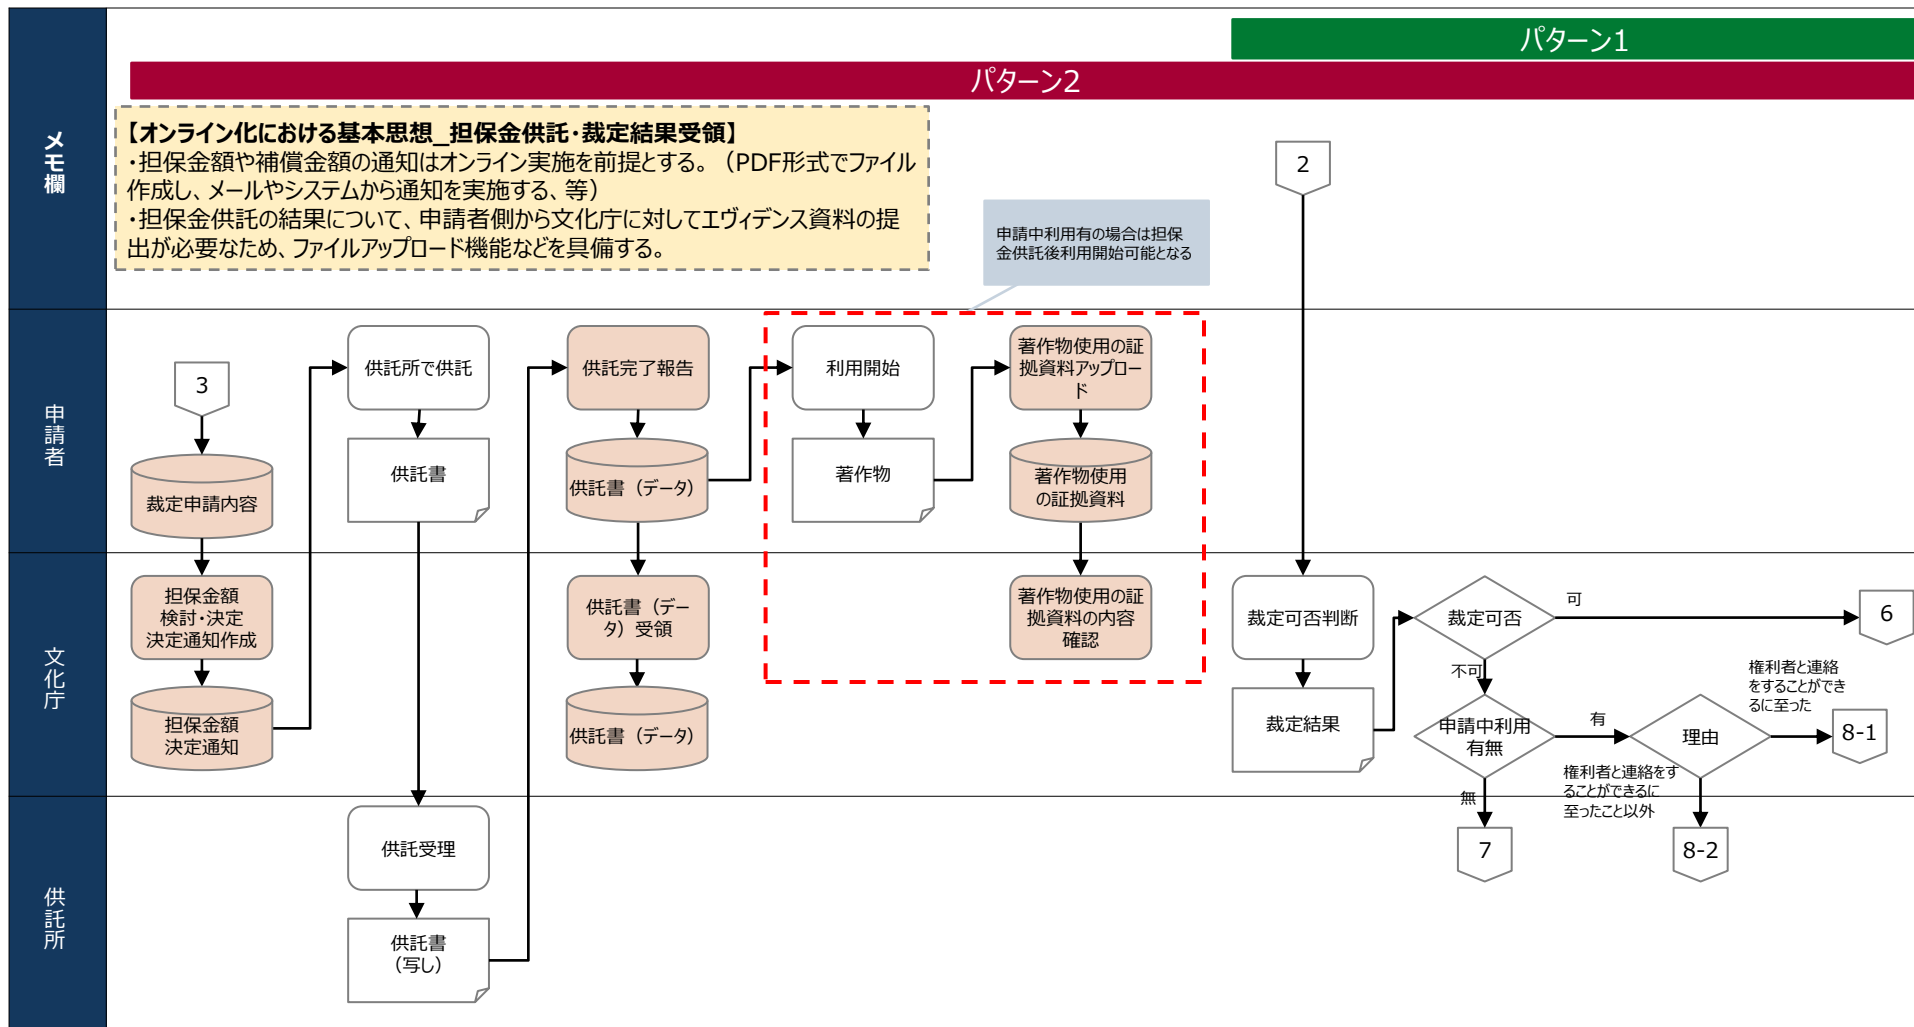 パターン1
パターン2
メモ欄
【オンライン化における基本思想_担保金供託・裁定結果受領】
・担保金額や補償金額の通知はオンライン実施を前提とする。（PDF形式でファイル
作成し、メールやシステムから通知を実施する、等）
・担保金供託の結果について、申請者側から文化庁に対してエヴィデンス資料の提
出が必要なため、ファイルアップロード機能などを具備する。
申請中利用有の場合は担保
金供託後利用開始可能となる
2
申請者
3
裁定申請内容
供託所で供託
供託書
供託完了報告
供託書（データ）
利用開始
著作物
著作物使用の証
拠資料アップロー
ド
著作物使用
の証拠資料
文化庁
担保金額
検討・決定
決定通知作成
担保金額
決定通知
供託書（デー
タ）受領
供託書（データ）
著作物使用の証
拠資料の内容
確認
裁定可否判断
裁定結果
裁定可否
可
6
不可
申請中利用
有無
有
理由
権利者と連絡
をすることができ
るに至った
8-1
権利者と連絡をす
ることができるに
至ったこと以外
無
7
8-2
供託所
供託受理
供託書
（写し）